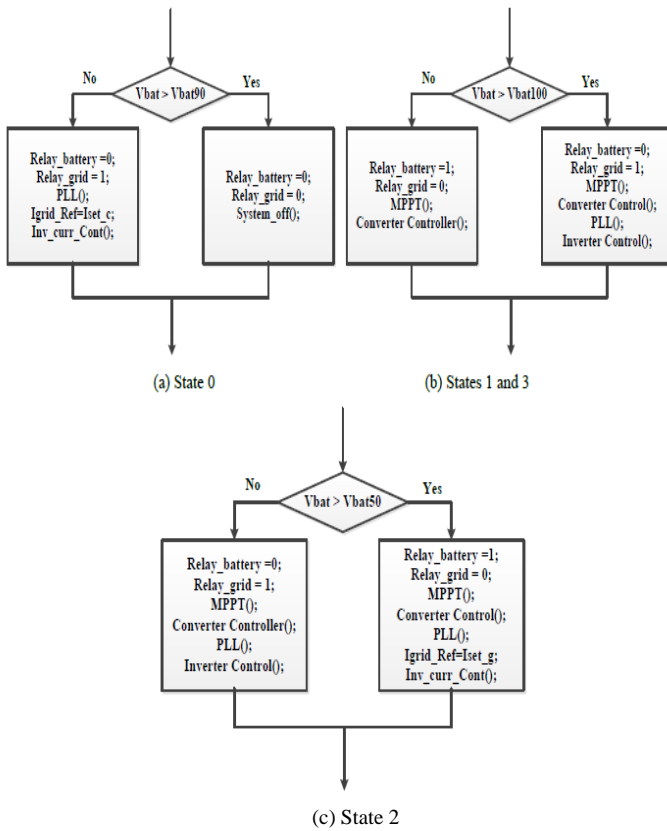 No
Vbat > Vbat90
Yes
Relay_battery =0;
Relay_grid = 1;
PLL();
Igrid_Ref=Iset_c;
Inv_curr_Cont();
Relay_battery =0;
Relay_grid = 0;
System_off();
(a) State 0
No
Vbat > Vbat100
Yes
Relay_battery =1;
Relay_grid = 0;
MPPT();
Converter Controller();
Relay_battery =0;
Relay_grid = 1;
MPPT();
Converter Control();
PLL();
Inverter Control();
(b) States 1 and 3
No
Vbat > Vbat50
Yes
Relay_battery =0;
Relay_grid = 1;
MPPT();
Converter Controller();
PLL();
Inverter Control();
Relay_battery =1;
Relay_grid = 0;
MPPT();
Converter Control();
PLL();
Igrid_Ref=Iset_g;
Inv_curr_Cont();
(c) State 2